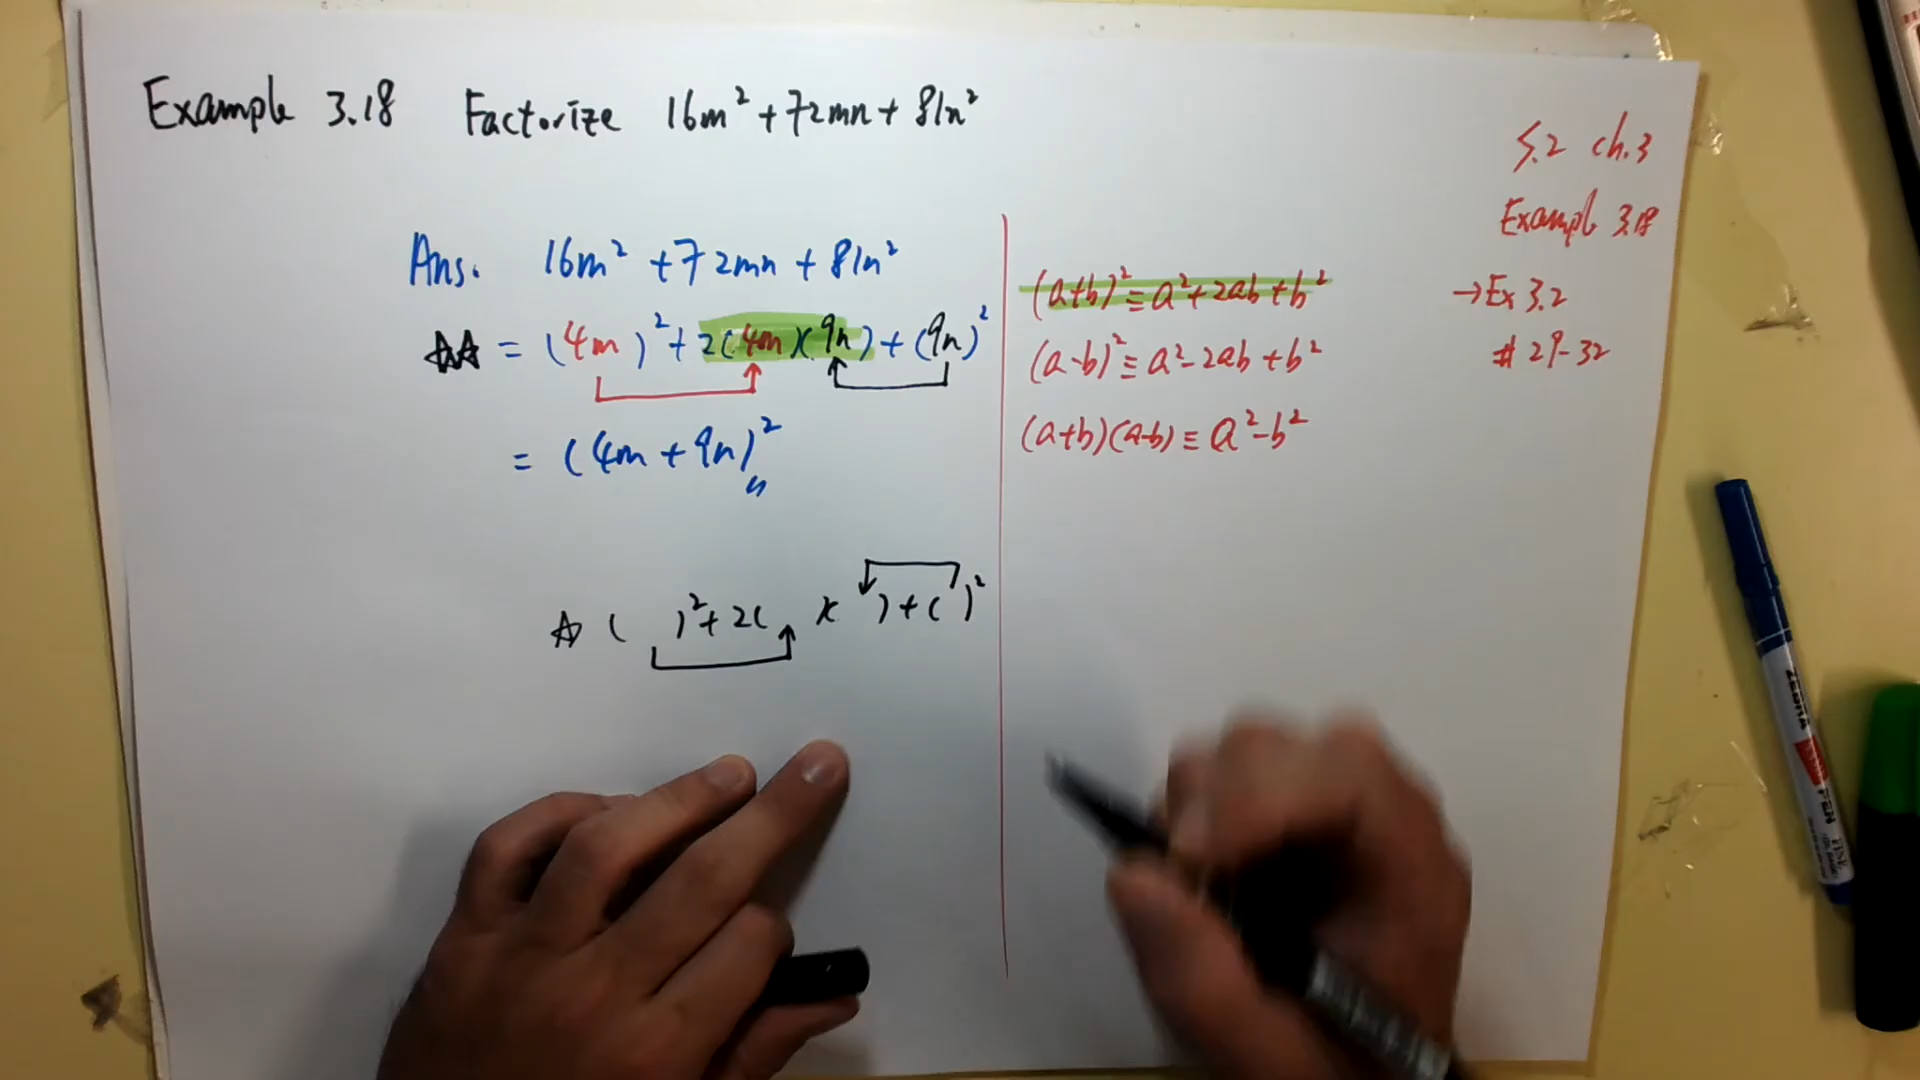 Example 3.18 Factorize 16m² + 72mn + 81n²
Ans. 16m² + 72mn + 81n²
☆☆ = (4m)² + 2(4m)(9n) + (9n)²
= (4m + 9n)²
☆ (  )² + 2(  )(  ) + (  )²
(a+b)² ≡ a² + 2ab + b²
(a-b)² ≡ a² - 2ab + b²
(a+b)(a-b) ≡ a² - b²
S.2 ch.3
Example 3.18
→ Ex 3.2
# 29-32
ZEBRA
PEN